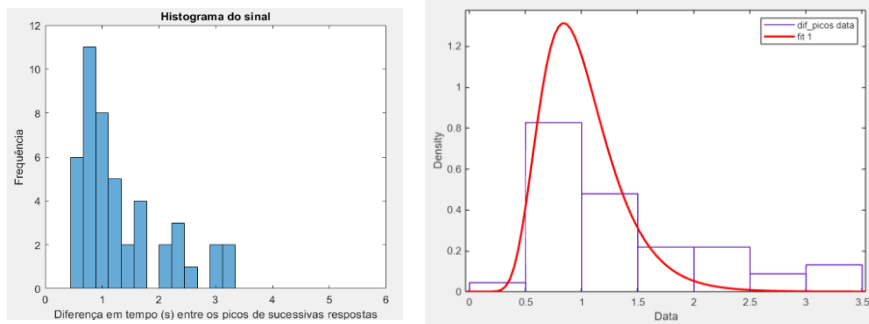 Histograma do sinal
12
10
8
6
4
2
0
Frequência
0 1 2 3 4 5 6
Diferença em tempo (s) entre os picos de sucessivas respostas
dif_picos data
fit 1
1.2
1
0.8
0.6
0.4
0.2
0
Density
0 0.5 1 1.5 2 2.5 3 3.5
Data